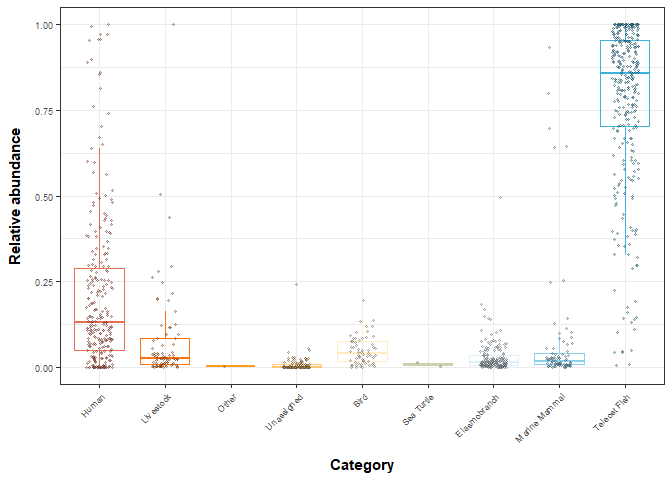 Relative abundance
1.00
0.75
0.50
0.25
0.00
Human
Livestock
Other
Unassigned
Bird
Sea Turtle
Elasmobranch
Marine Mammal
Teleost Fish
Category